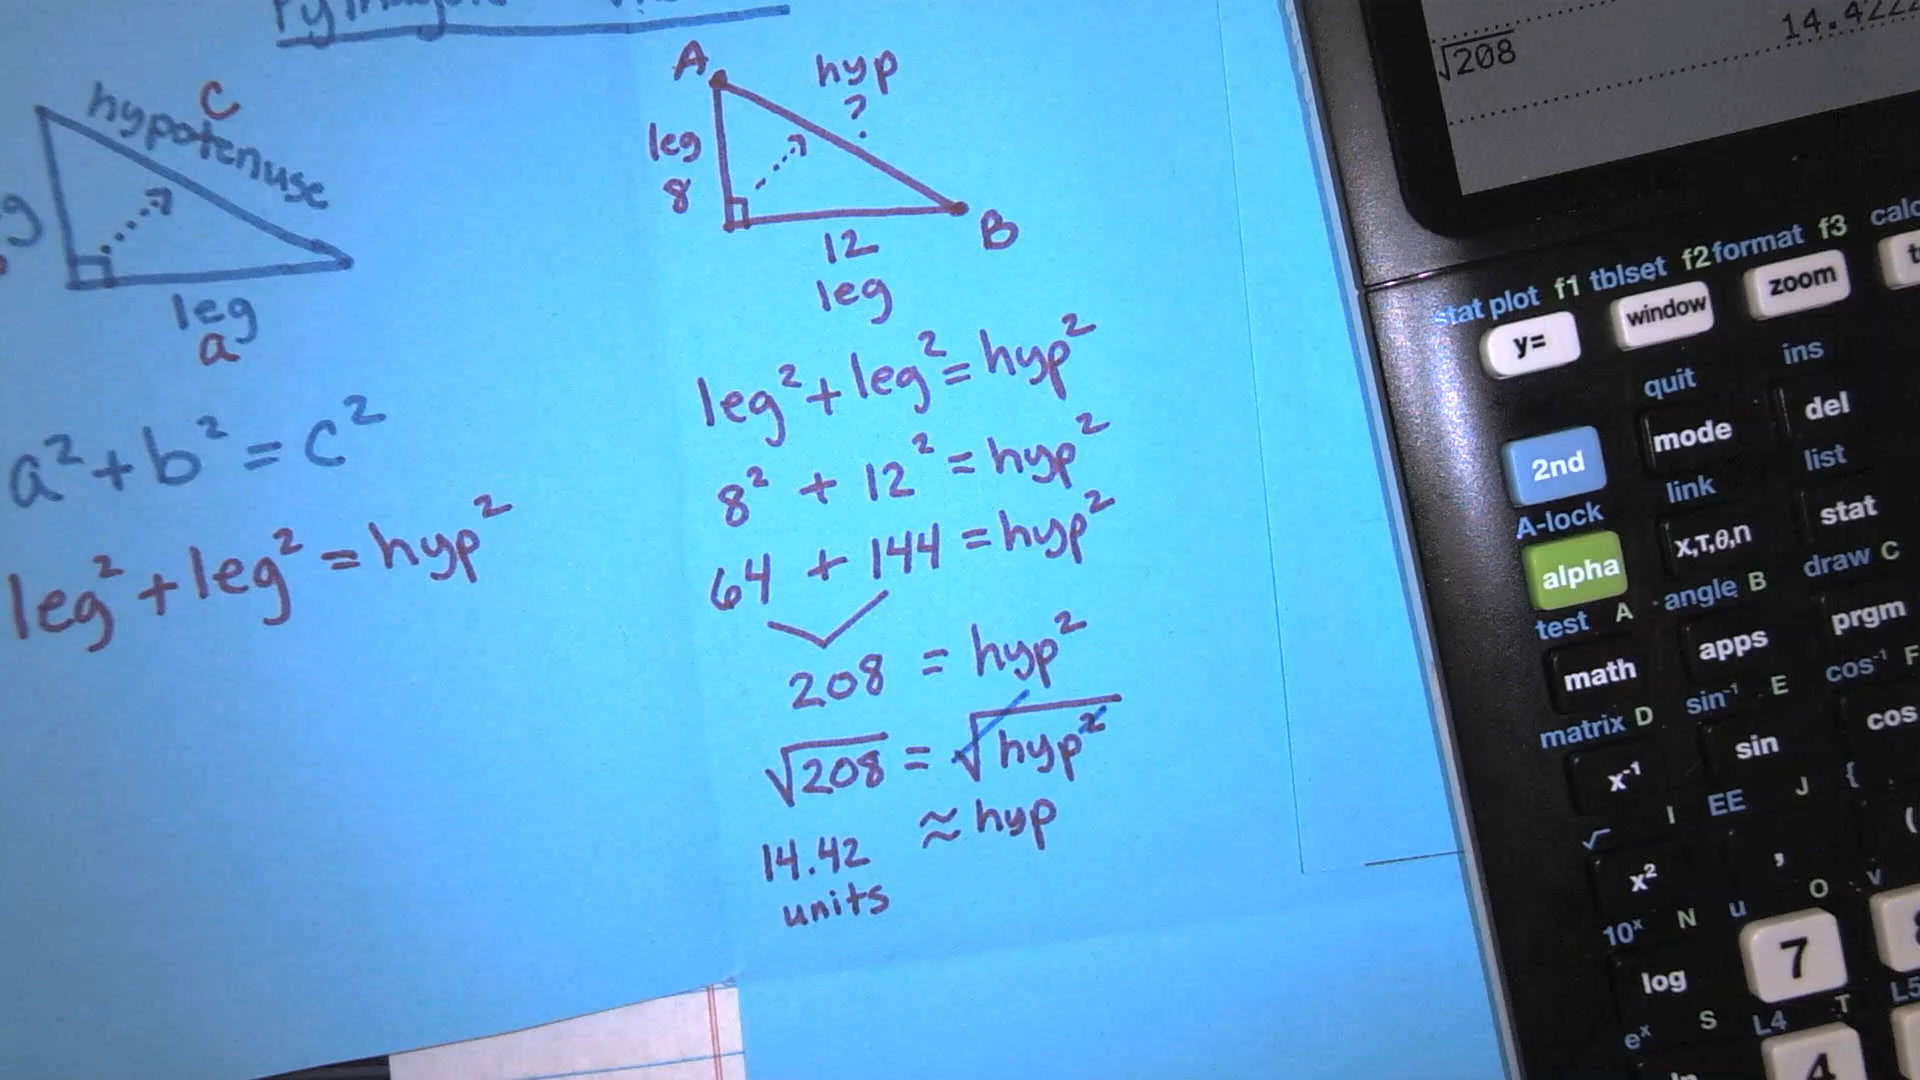 C
hypotenuse
leg
a
a² + b² = c²
leg² + leg² = hyp²
A
hyp
?
leg
8
12
B
leg
leg² + leg² = hyp²
8² + 12² = hyp²
64 + 144 = hyp²
208 = hyp²
√208 = √hyp²
14.42 ≈ hyp
units
√208
stat plot f1 tblset f2 format f3
y= window zoom
quit ins
2nd mode del
A-lock link list
alpha X,T,θ,n stat
test A angle B draw C
math apps prgm
matrix D sin⁻¹ E cos⁻¹ F
x⁻¹ sin cos
√ I EE J {
x² , (
10ˣ N u O v
log 7
eˣ S L4 T L5
ln 4